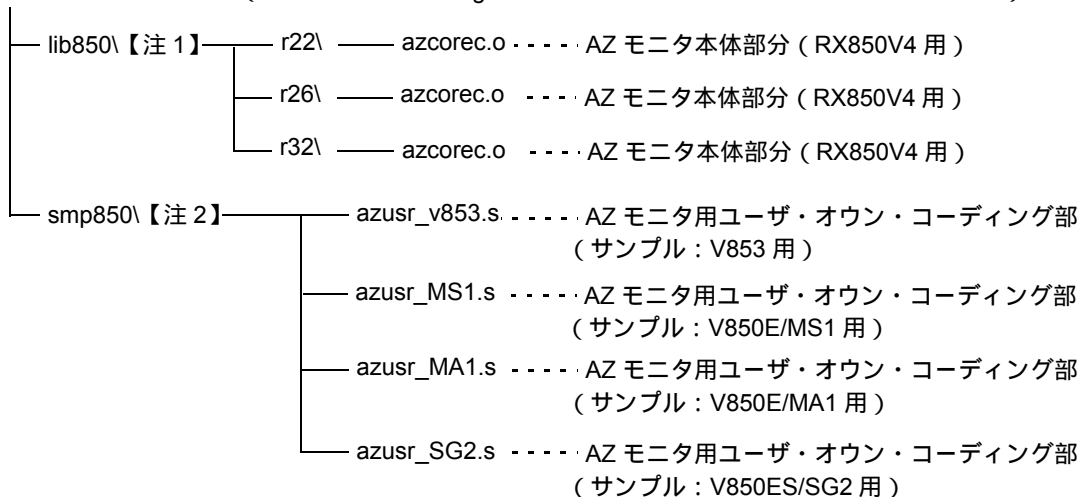 lib850\【注 1】 r22\ azcorec.o AZ モニタ本体部分（RX850V4 用）
r26\ azcorec.o AZ モニタ本体部分（RX850V4 用）
r32\ azcorec.o AZ モニタ本体部分（RX850V4 用）
smp850\【注 2】 azusr_v853.s AZ モニタ用ユーザ・オウン・コーディング部
（サンプル：V853 用）
azusr_MS1.s AZ モニタ用ユーザ・オウン・コーディング部
（サンプル：V850E/MS1 用）
azusr_MA1.s AZ モニタ用ユーザ・オウン・コーディング部
（サンプル：V850E/MA1 用）
azusr_SG2.s AZ モニタ用ユーザ・オウン・コーディング部
（サンプル：V850ES/SG2 用）